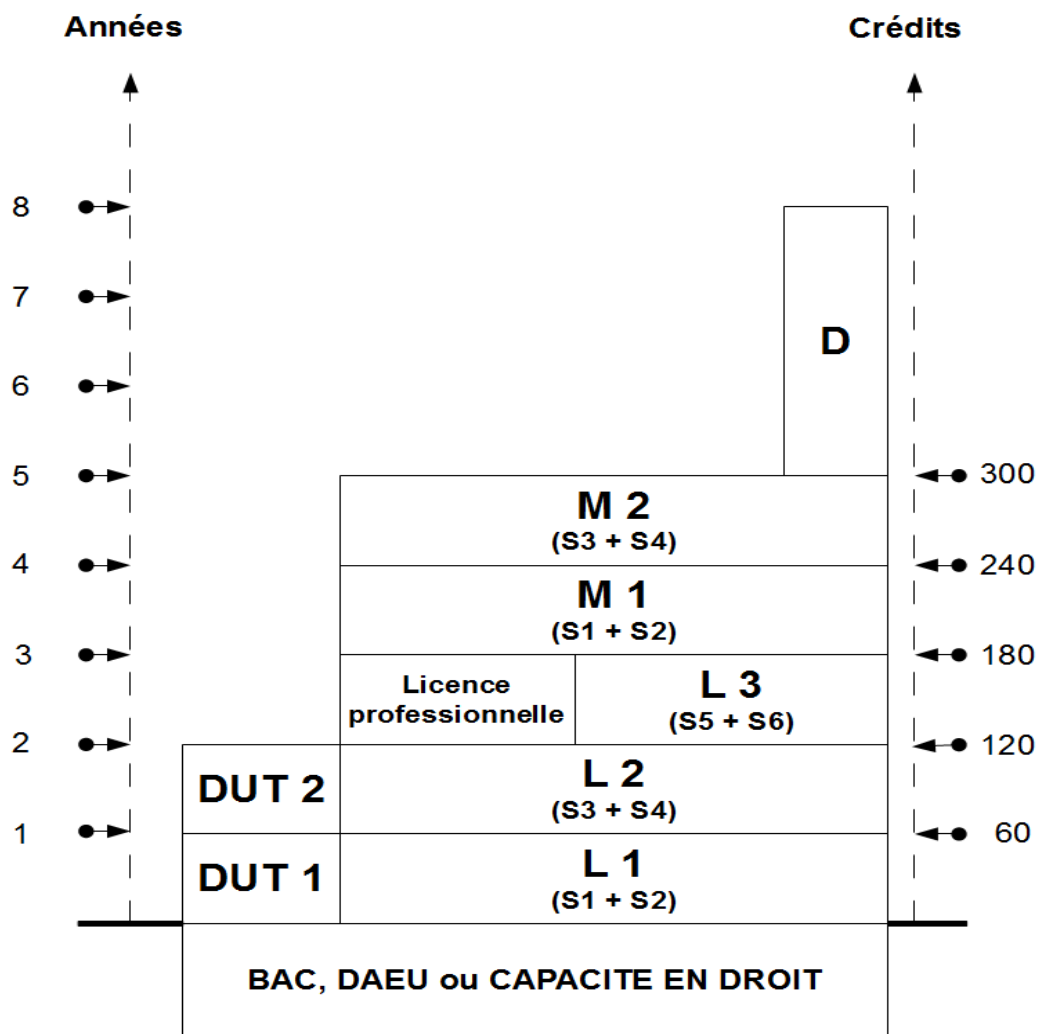 Années
Crédits
8
7
D
6
5
300
M 2
(S3 + S4)
4
240
M 1
(S1 + S2)
3
180
Licence
professionnelle
L 3
(S5 + S6)
2
120
DUT 2
L 2
(S3 + S4)
1
60
DUT 1
L 1
(S1 + S2)
BAC, DAEU ou CAPACITE EN DROIT